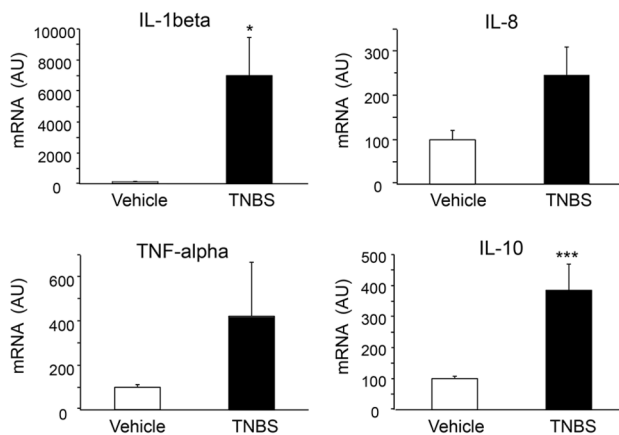 IL-1beta
mRNA (AU)
10000
8000
6000
4000
2000
0
*
Vehicle TNBS
IL-8
mRNA (AU)
300
200
100
0
Vehicle TNBS
TNF-alpha
mRNA (AU)
600
400
200
0
Vehicle TNBS
IL-10
mRNA (AU)
500
400
300
200
100
0
***
Vehicle TNBS